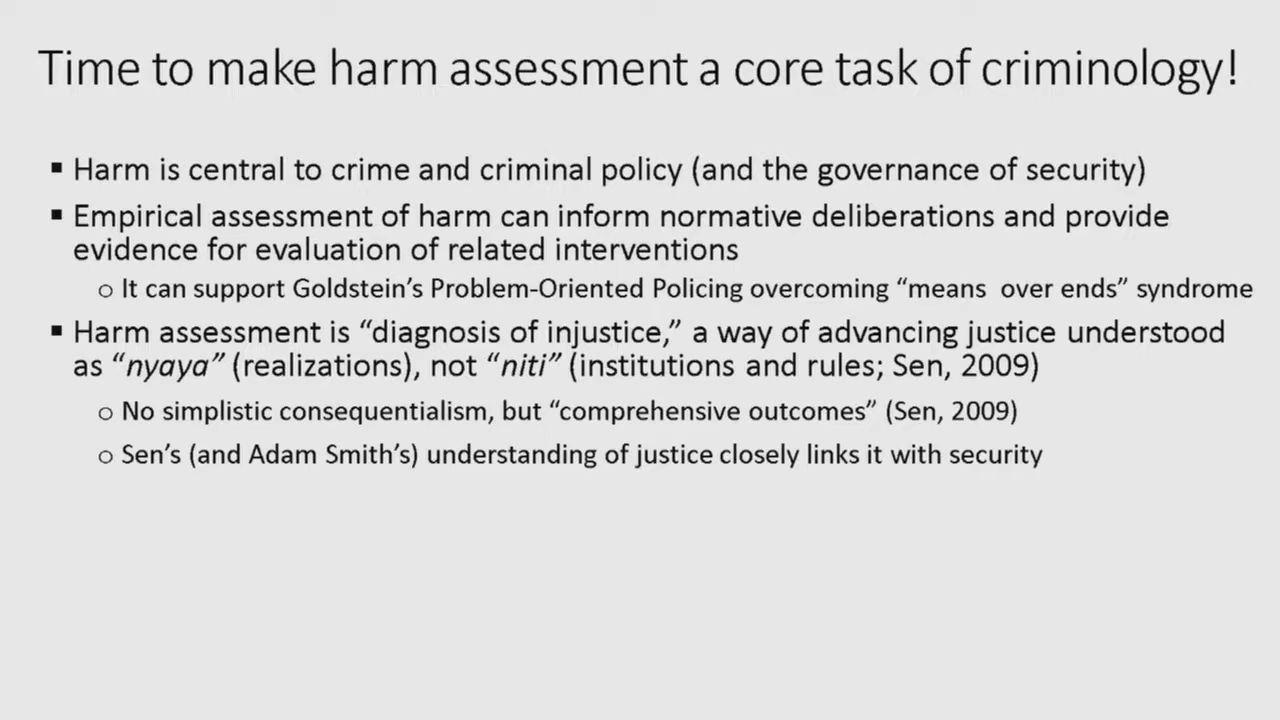 Time to make harm assessment a core task of criminology!
▪ Harm is central to crime and criminal policy (and the governance of security)
▪ Empirical assessment of harm can inform normative deliberations and provide
evidence for evaluation of related interventions
o It can support Goldstein's Problem-Oriented Policing overcoming “means over ends” syndrome
▪ Harm assessment is “diagnosis of injustice,” a way of advancing justice understood
as “nyaya” (realizations), not “niti” (institutions and rules; Sen, 2009)
o No simplistic consequentialism, but “comprehensive outcomes” (Sen, 2009)
o Sen's (and Adam Smith's) understanding of justice closely links it with security